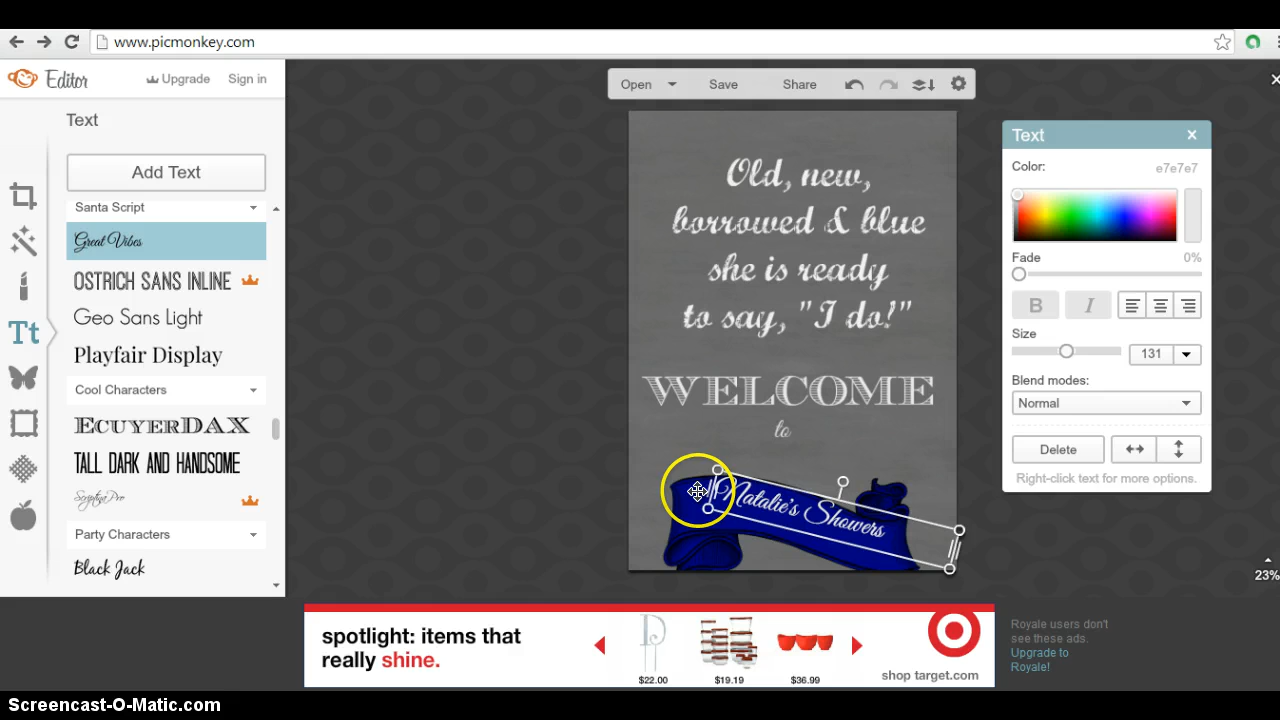 www.picmonkey.com
Editor
Upgrade
Sign in
Open
Save
Share
Text
Add Text
Santa Script
Great Vibes
OSTRICH SANS INLINE
Geo Sans Light
Playfair Display
Cool Characters
ECUYERDAX
TALL DARK AND HANDSOME
ScriptinaPro
Party Characters
Black Jack
Tt
Old, new,
borrowed & blue
she is ready
to say, "I do!"
WELCOME
to
Natalie's Showers
Text
Color:
e7e7e7
Fade
0%
B
I
Size
131
Blend modes:
Normal
Delete
Right-click text for more options.
23%
spotlight: items that
really shine.
$22.00
$19.19
$36.99
shop target.com
Royale users don't
see these ads.
Upgrade to
Royale!
Screencast-O-Matic.com